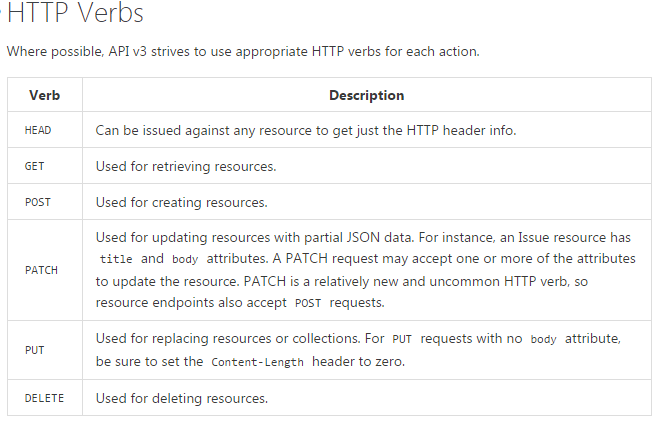 HTTP Verbs
Where possible, API v3 strives to use appropriate HTTP verbs for each action.
Verb Description
HEAD Can be issued against any resource to get just the HTTP header info.
GET Used for retrieving resources.
POST Used for creating resources.
Used for updating resources with partial JSON data. For instance, an Issue resource has
title and body attributes. A PATCH request may accept one or more of the attributes
PATCH
to update the resource. PATCH is a relatively new and uncommon HTTP verb, so
resource endpoints also accept POST requests.
Used for replacing resources or collections. For PUT requests with no body attribute,
PUT
be sure to set the Content-Length header to zero.
DELETE Used for deleting resources.